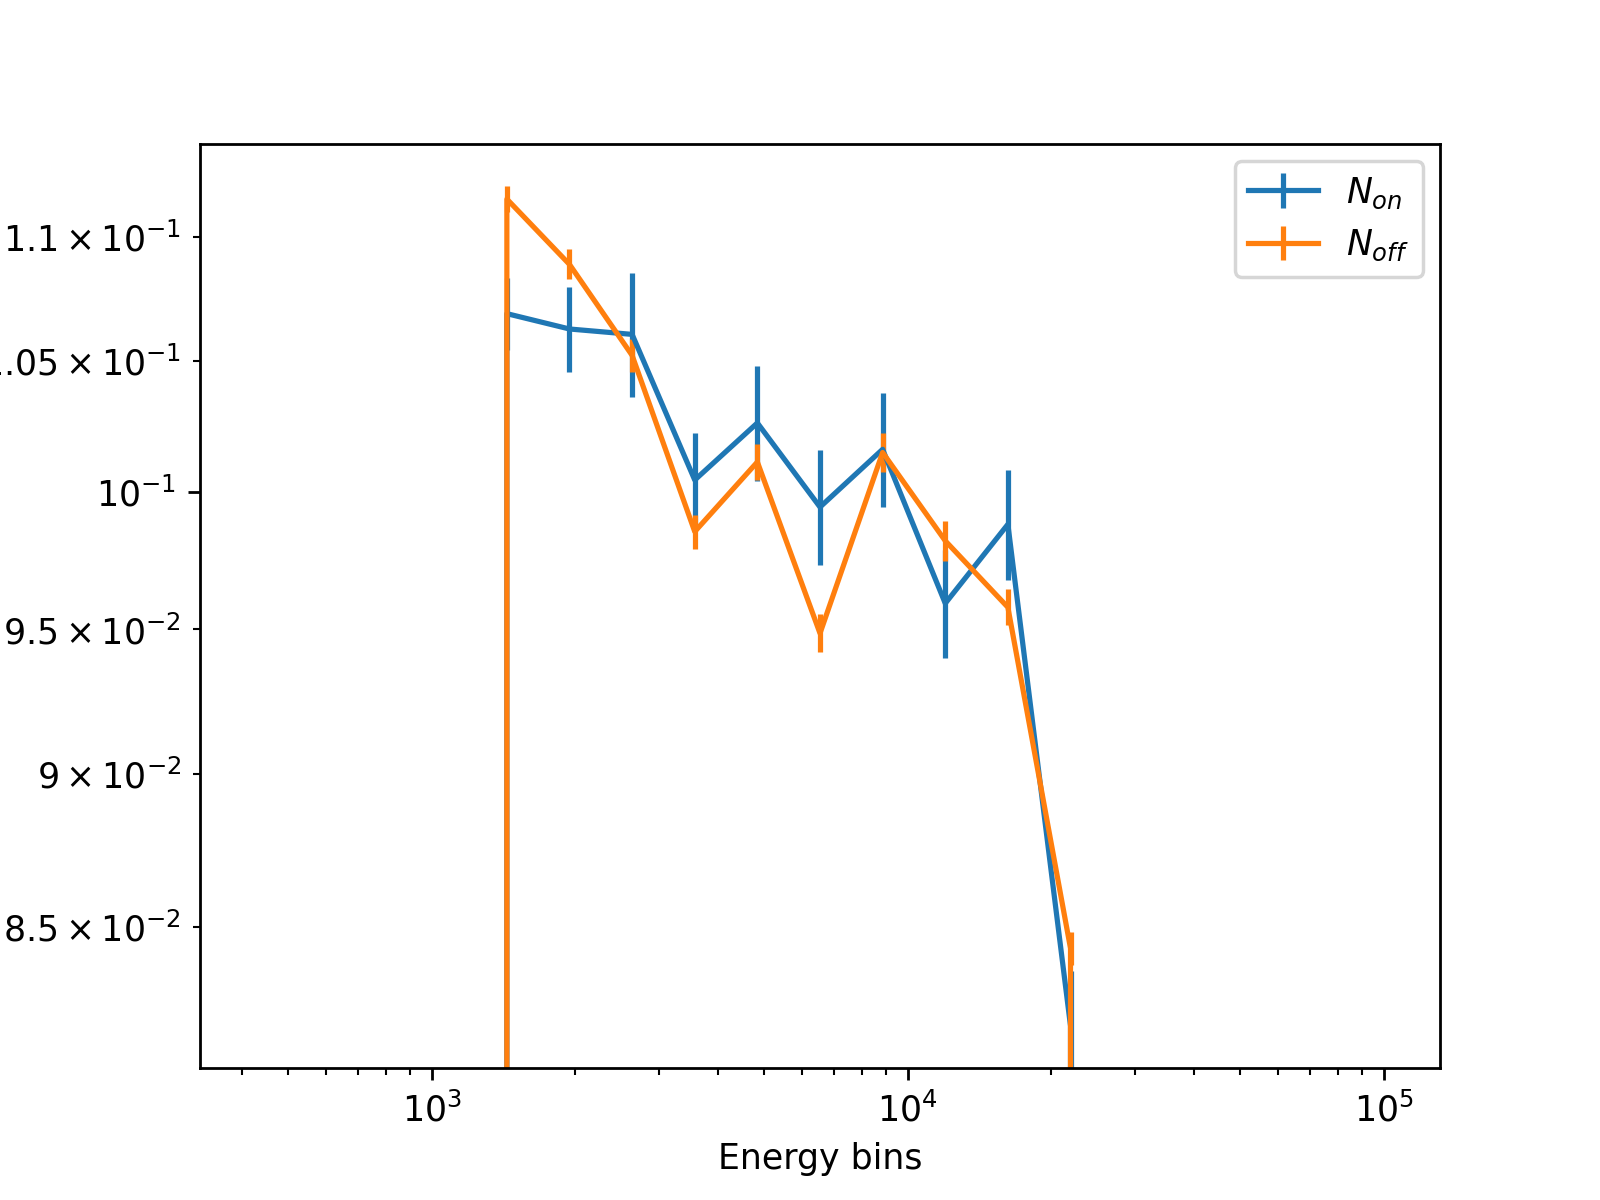 N_on
N_off
1.1 × 10⁻¹
.05 × 10⁻¹
10⁻¹
9.5 × 10⁻²
9 × 10⁻²
8.5 × 10⁻²
10³ 10⁴ 10⁵
Energy bins